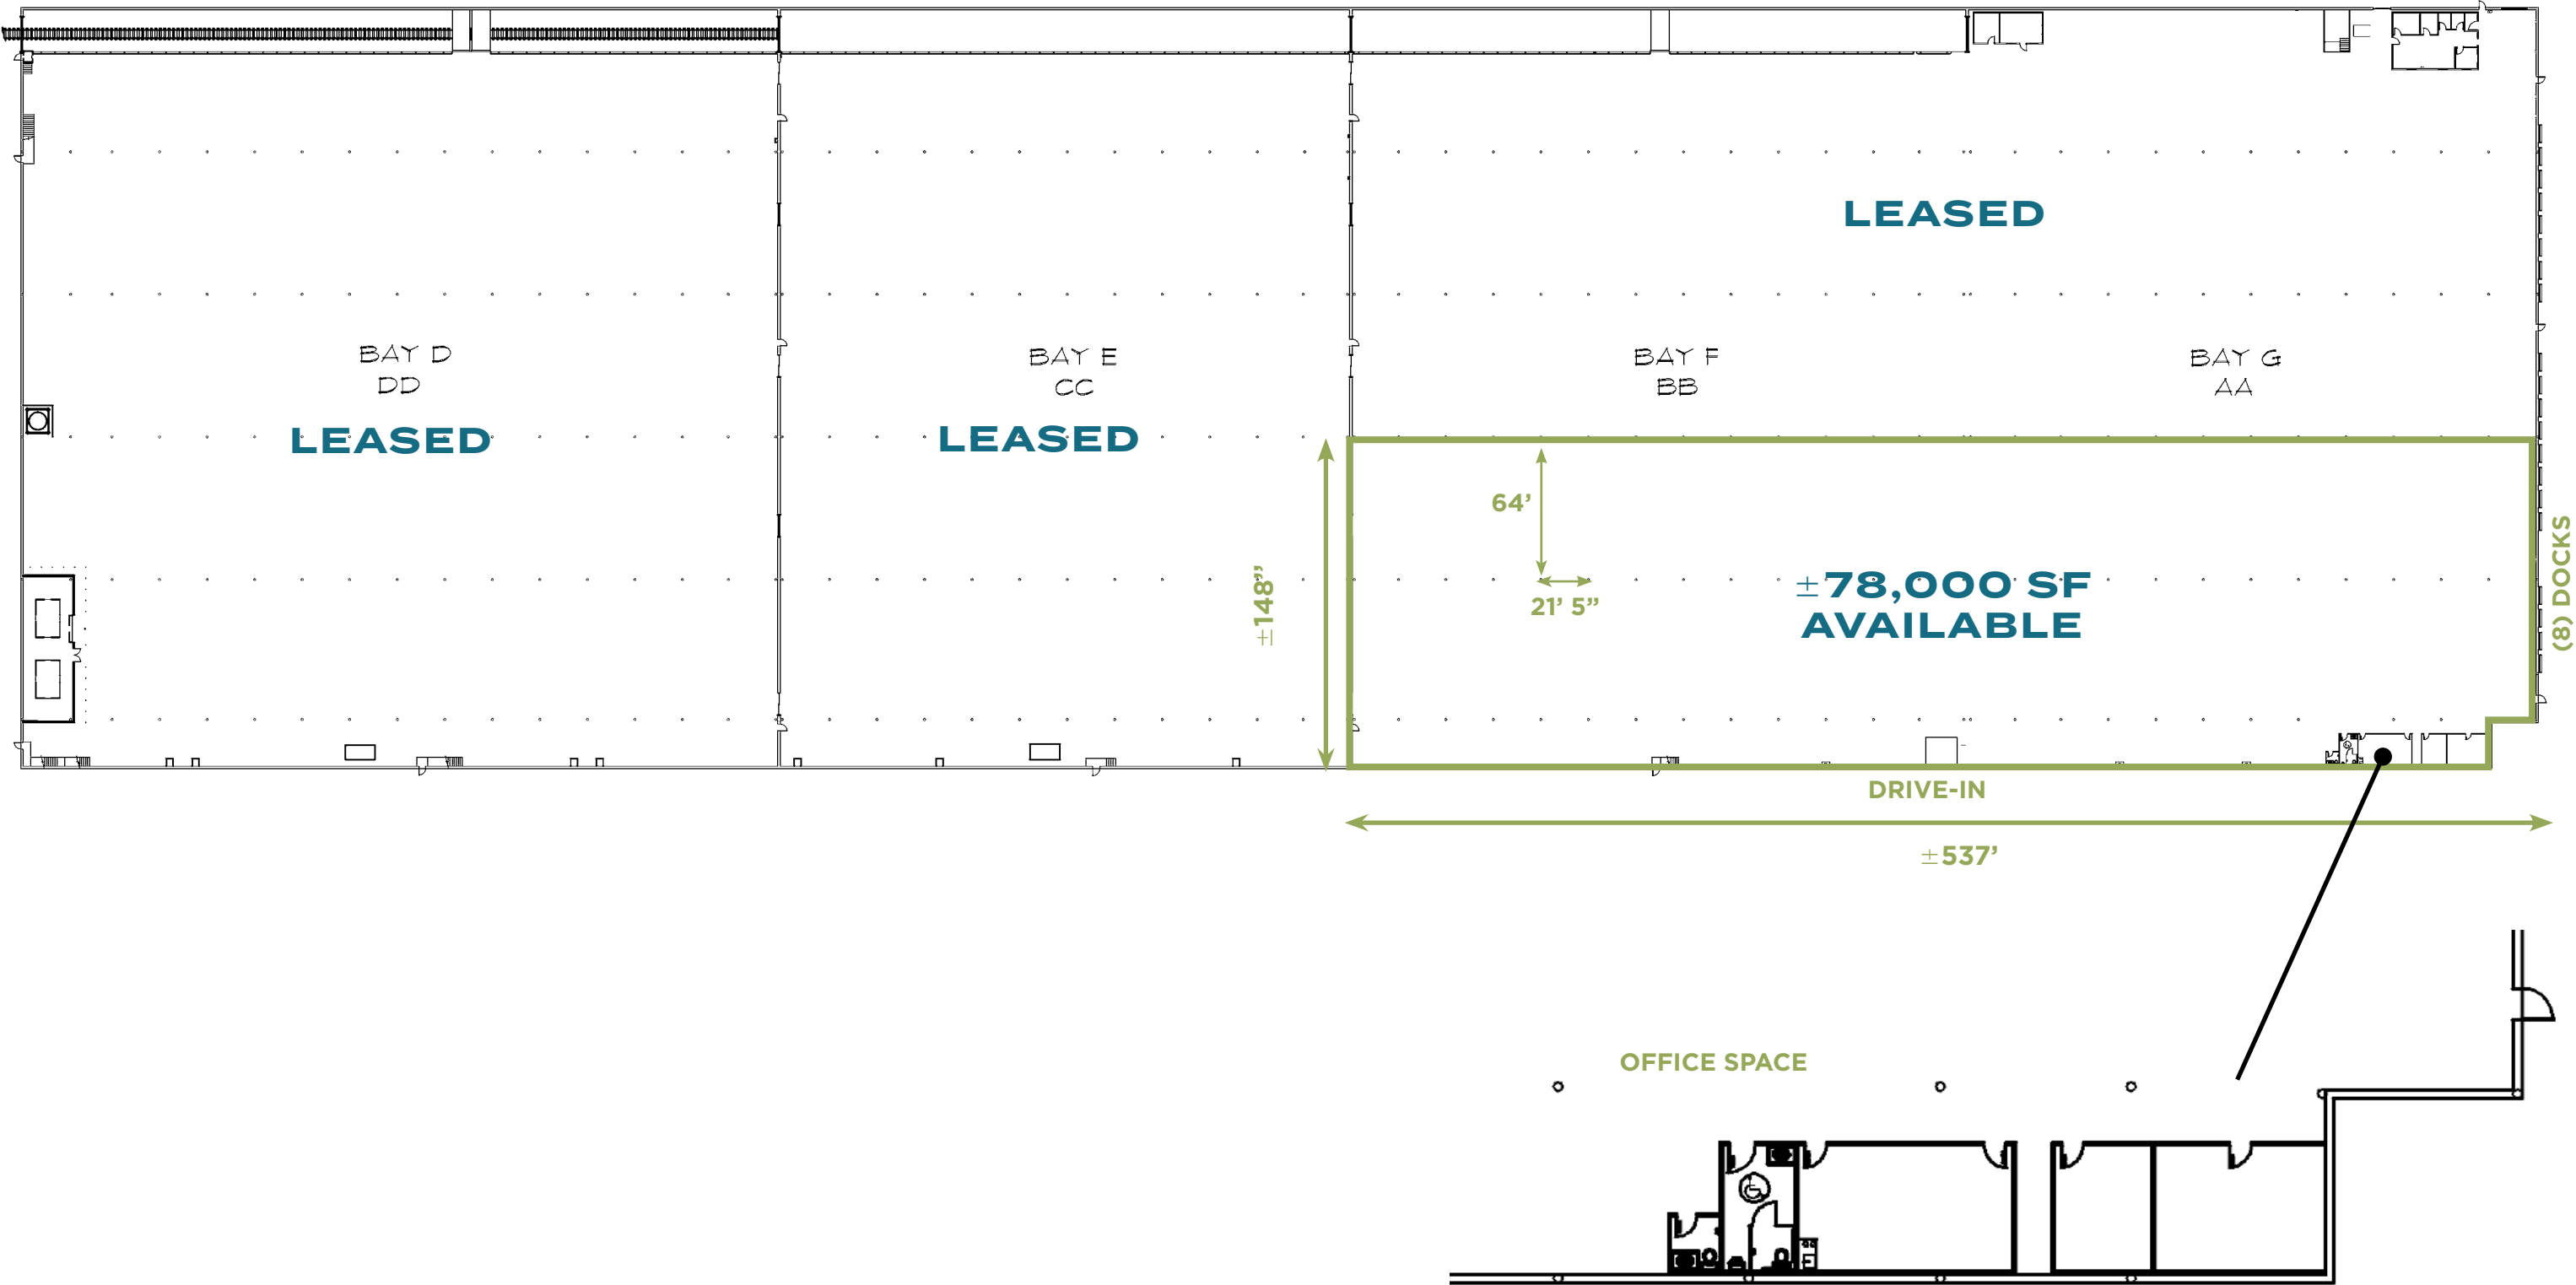 LEASED
BAY D
DD
LEASED
BAY E
CC
LEASED
BAY F
BB
BAY G
AA
64’
21’ 5”
±148”
±78,000 SF
AVAILABLE
(8) DOCKS
DRIVE-IN
±537’
OFFICE SPACE